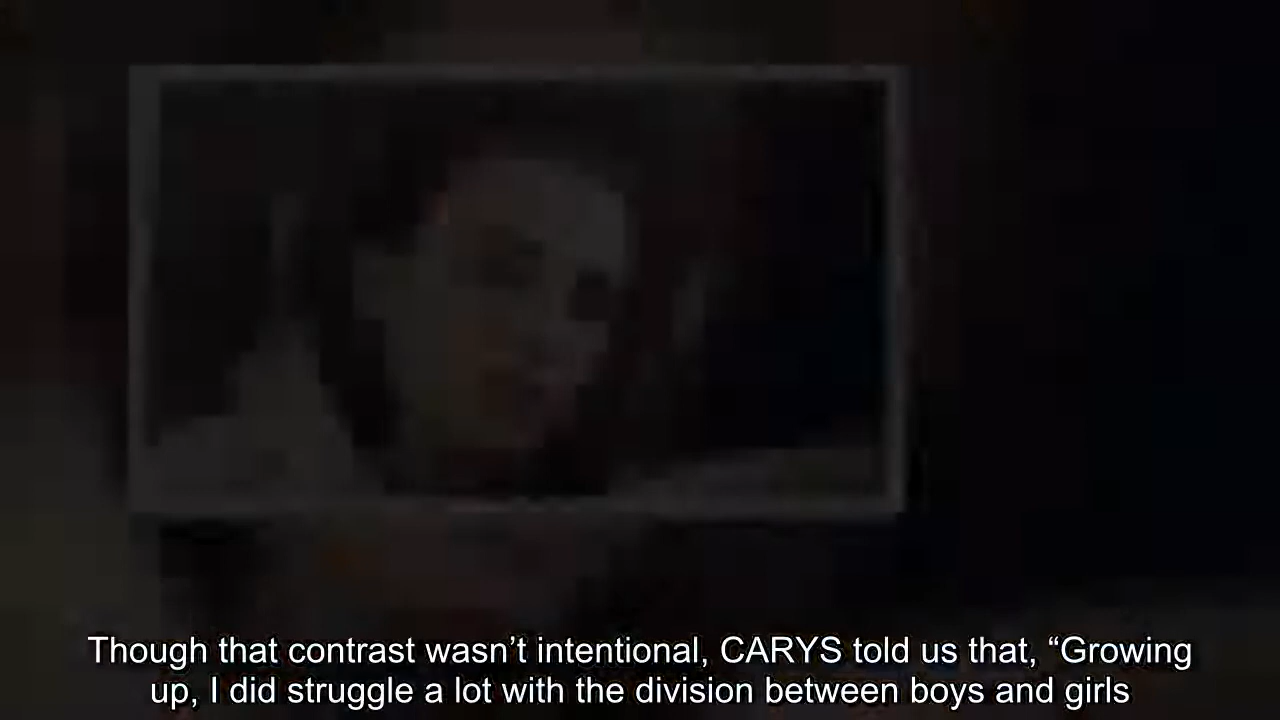 Though that contrast wasn’t intentional, CARYS told us that, “Growing
up, I did struggle a lot with the division between boys and girls